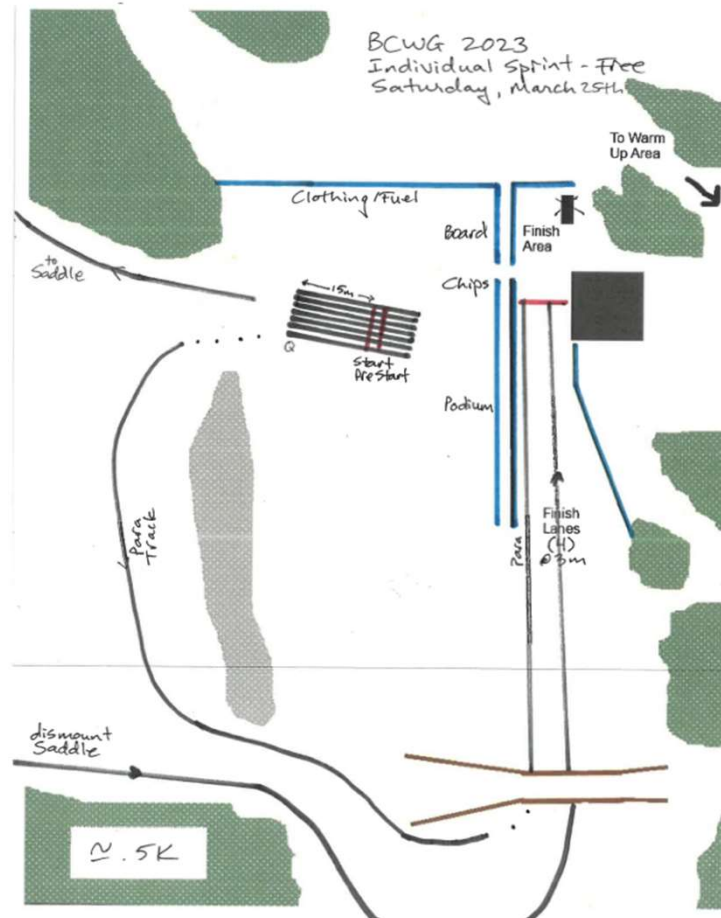 BCWG 2023
Individual Sprint - Free
Saturday, March 25th
To Warm
Up Area
Clothing/Fuel
Board
Finish
Area
to
Saddle
15m
Chips
Q
Start
Pre Start
Podium
Para
Track
Para
Finish
Lanes
(4)
@3m
dismount
Saddle
≃ .5K